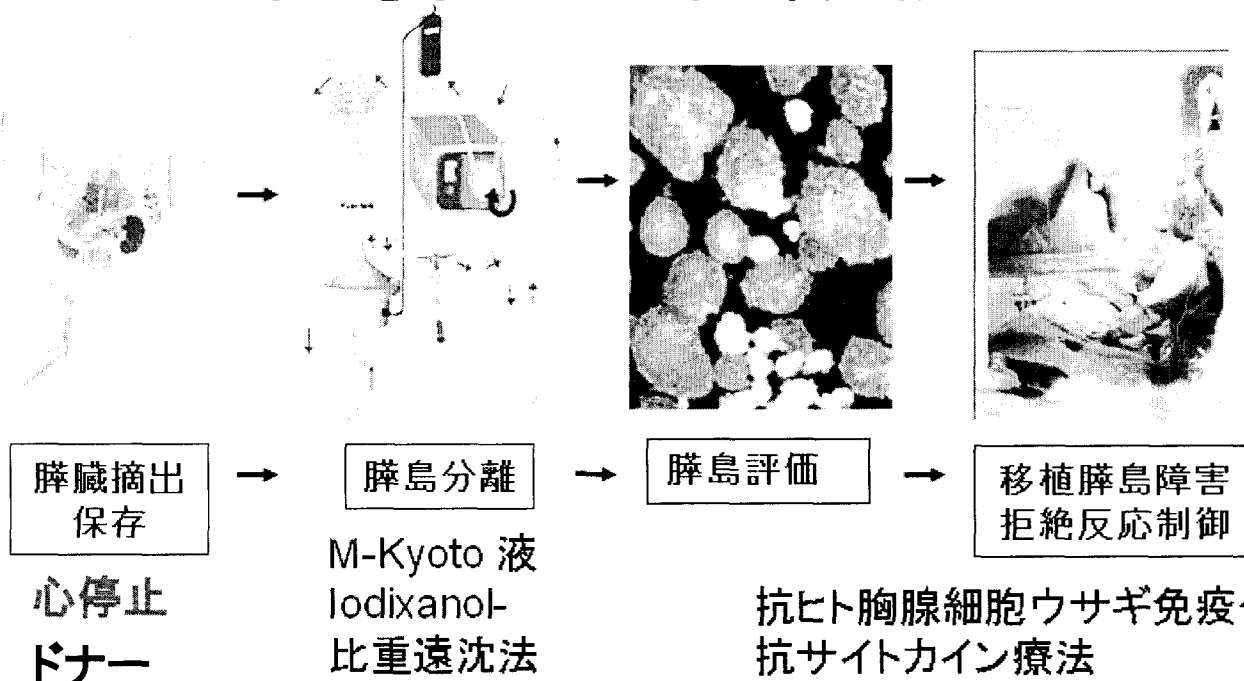 膵臓摘出
保存
膵島分離
膵島評価
移植膵島障害
拒絶反応制御
心停止
ドナー
M-Kyoto 液
Iodixanol-
比重遠沈法
抗ヒト胸腺細胞ウサギ免疫
抗サイトカイン療法